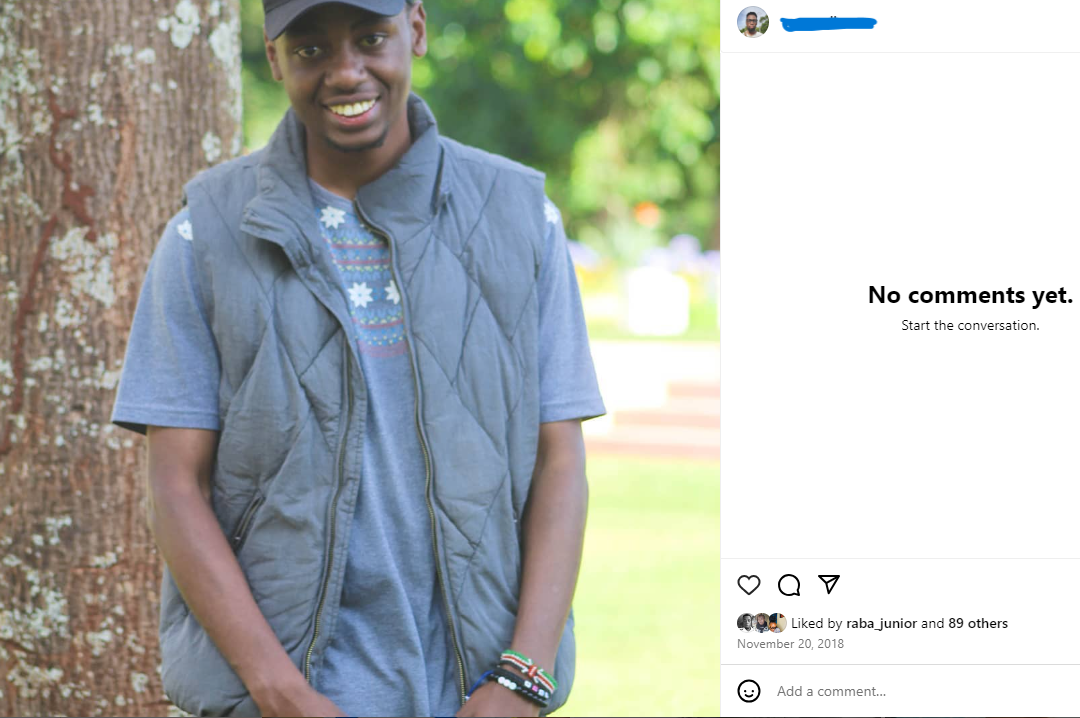 No comments yet.
Start the conversation.
Liked by raba_junior and 89 others
November 20, 2018
Add a comment...